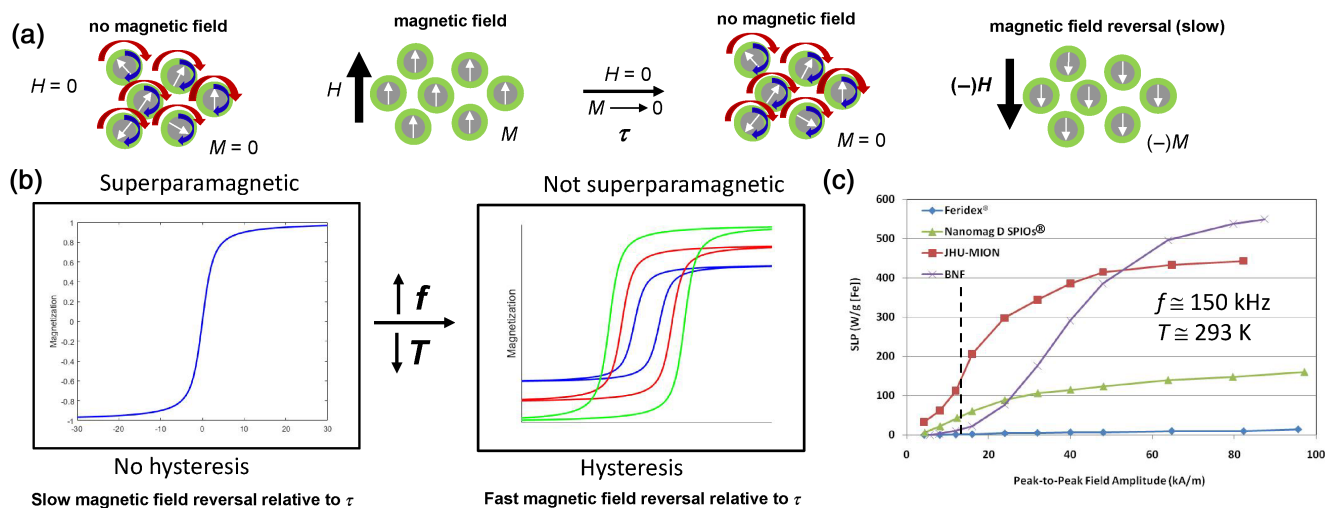 (a)
no magnetic field
H = 0
M = 0
magnetic field
H
M
H = 0
M ⟶ 0
τ
no magnetic field
M = 0
magnetic field reversal (slow)
(–)H
(–)M
(b)
Superparamagnetic
Magnetization
1
0.8
0.6
0.4
0.2
0
-0.2
-0.4
-0.6
-0.8
-1
-30 -20 -10 0 10 20 30
No hysteresis
Slow magnetic field reversal relative to τ
f
T
Not superparamagnetic
Magnetization
Hysteresis
Fast magnetic field reversal relative to τ
(c)
SLP (W/g [Fe])
600
500
400
300
200
100
0
Feridex®
Nanomag D SPIOs®
JHU-MION
BNF
f ≅ 150 kHz
T ≅ 293 K
0 20 40 60 80 100
Peak-to-Peak Field Amplitude (kA/m)